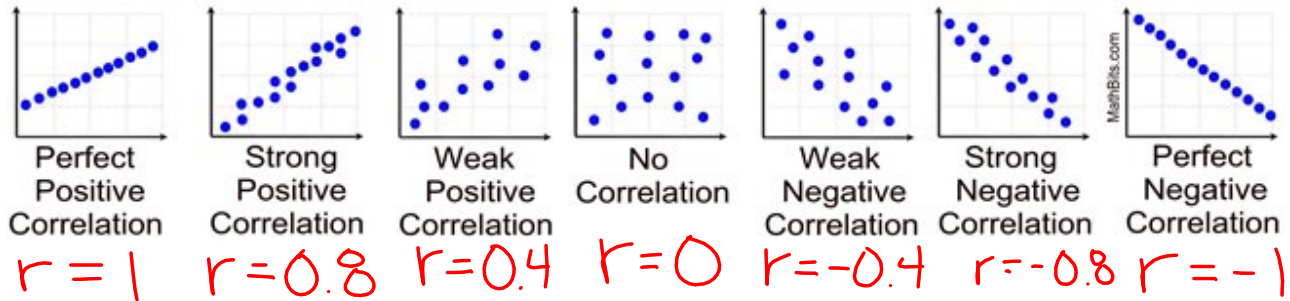 Perfect
Positive
Correlation
r = 1
Strong
Positive
Correlation
r=0.8
Weak
Positive
Correlation
r=0.4
No
Correlation
r=0
Weak
Negative
Correlation
r=-0.4
Strong
Negative
Correlation
r=-0.8
MathBits.com
Perfect
Negative
Correlation
r = -1